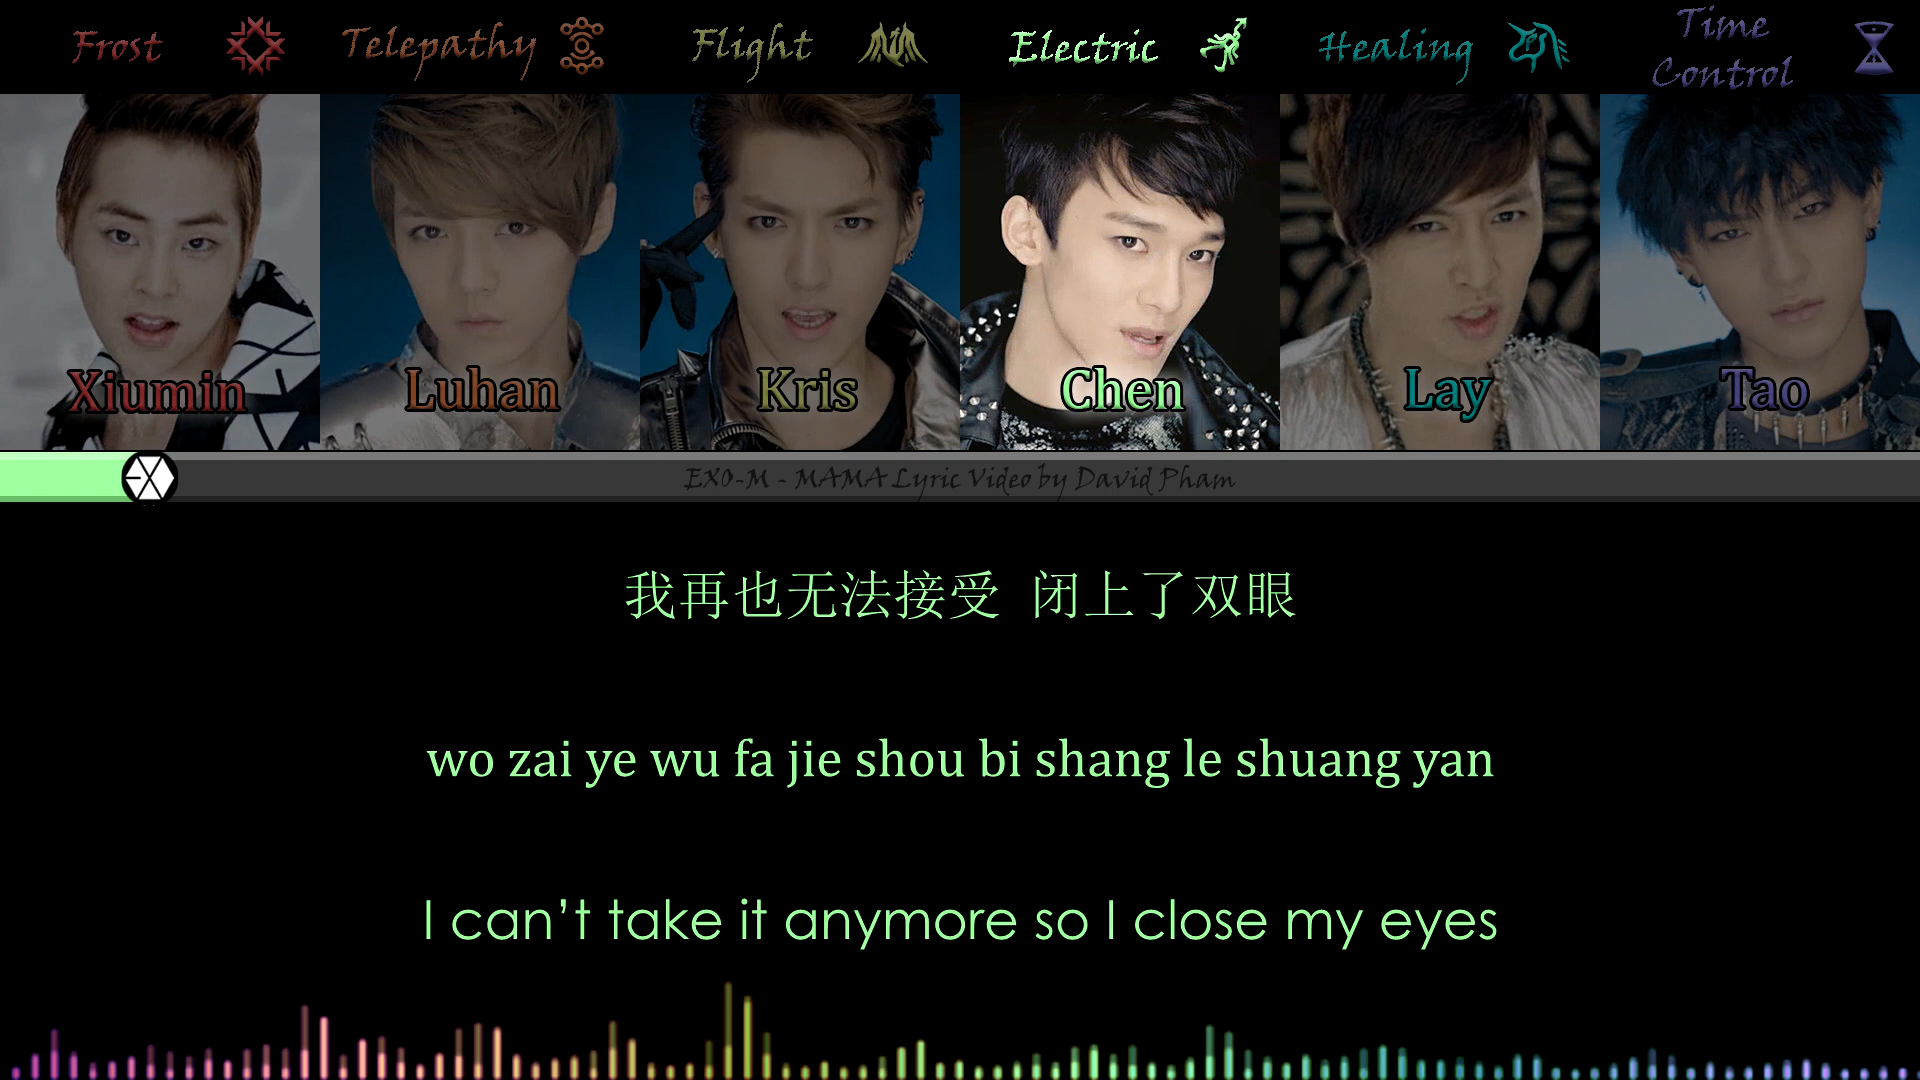 Frost
Telepathy
Flight
Electric
Healing
Time
Control
Xiumin
Luhan
Kris
Chen
Lay
Tao
EXO
EXO-M - MAMA Lyric Video by David Pham
我再也无法接受 闭上了双眼
wo zai ye wu fa jie shou bi shang le shuang yan
I can’t take it anymore so I close my eyes